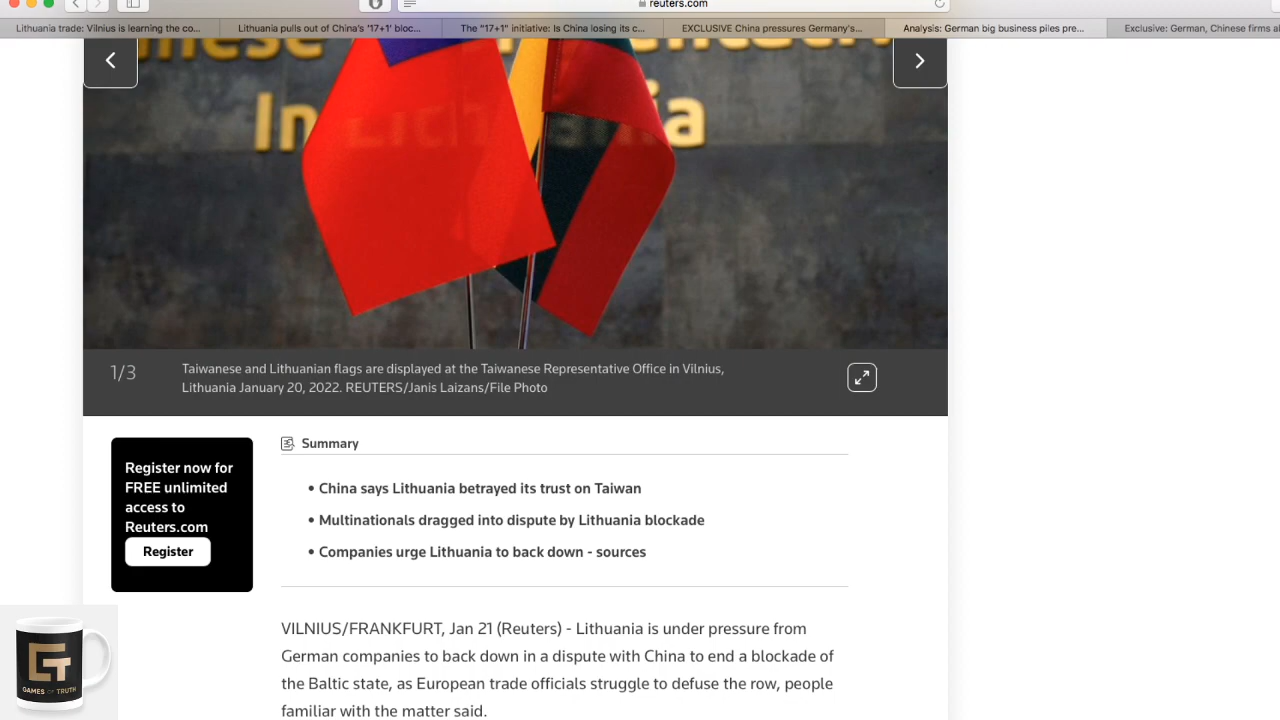 reuters.com
Lithuania trade: Vilnius is learning the co...
Lithuania pulls out of China's '17+1' bloc...
The "17+1" initiative: Is China losing its c...
EXCLUSIVE China pressures Germany's...
Analysis: German big business piles pre...
Exclusive: German, Chinese firms al
In
a
1/3
Taiwanese and Lithuanian flags are displayed at the Taiwanese Representative Office in Vilnius,
Lithuania January 20, 2022. REUTERS/Janis Laizans/File Photo
Register now for
FREE unlimited
access to
Reuters.com
Register
Summary
• China says Lithuania betrayed its trust on Taiwan
• Multinationals dragged into dispute by Lithuania blockade
• Companies urge Lithuania to back down - sources
VILNIUS/FRANKFURT, Jan 21 (Reuters) - Lithuania is under pressure from
German companies to back down in a dispute with China to end a blockade of
the Baltic state, as European trade officials struggle to defuse the row, people
familiar with the matter said.
GT
GAMES OF TRUTH